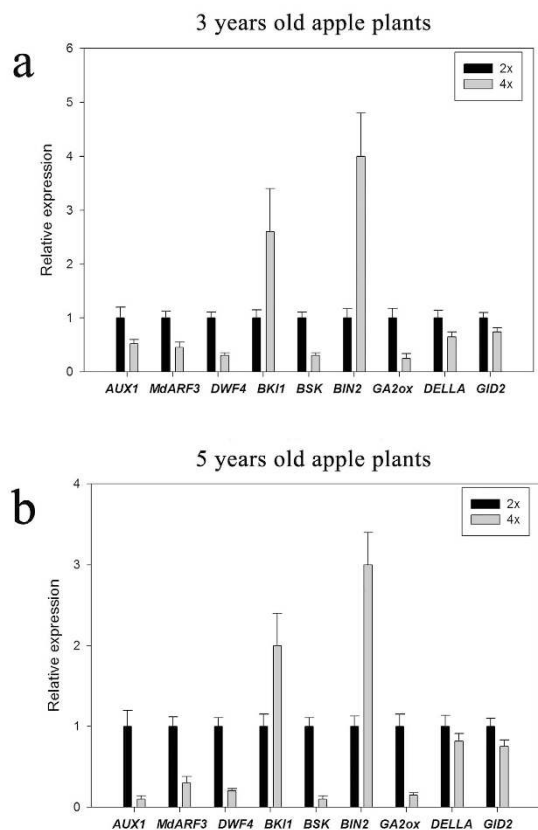 3 years old apple plants
a
6
5
4
3
2
1
0
Relative expression
2x
4x
AUX1 MdARF3 DWF4 BKI1 BSK BIN2 GA2ox DELLA GID2
5 years old apple plants
b
4
3
2
1
0
Relative expression
2x
4x
AUX1 MdARF3 DWF4 BKI1 BSK BIN2 GA2ox DELLA GID2